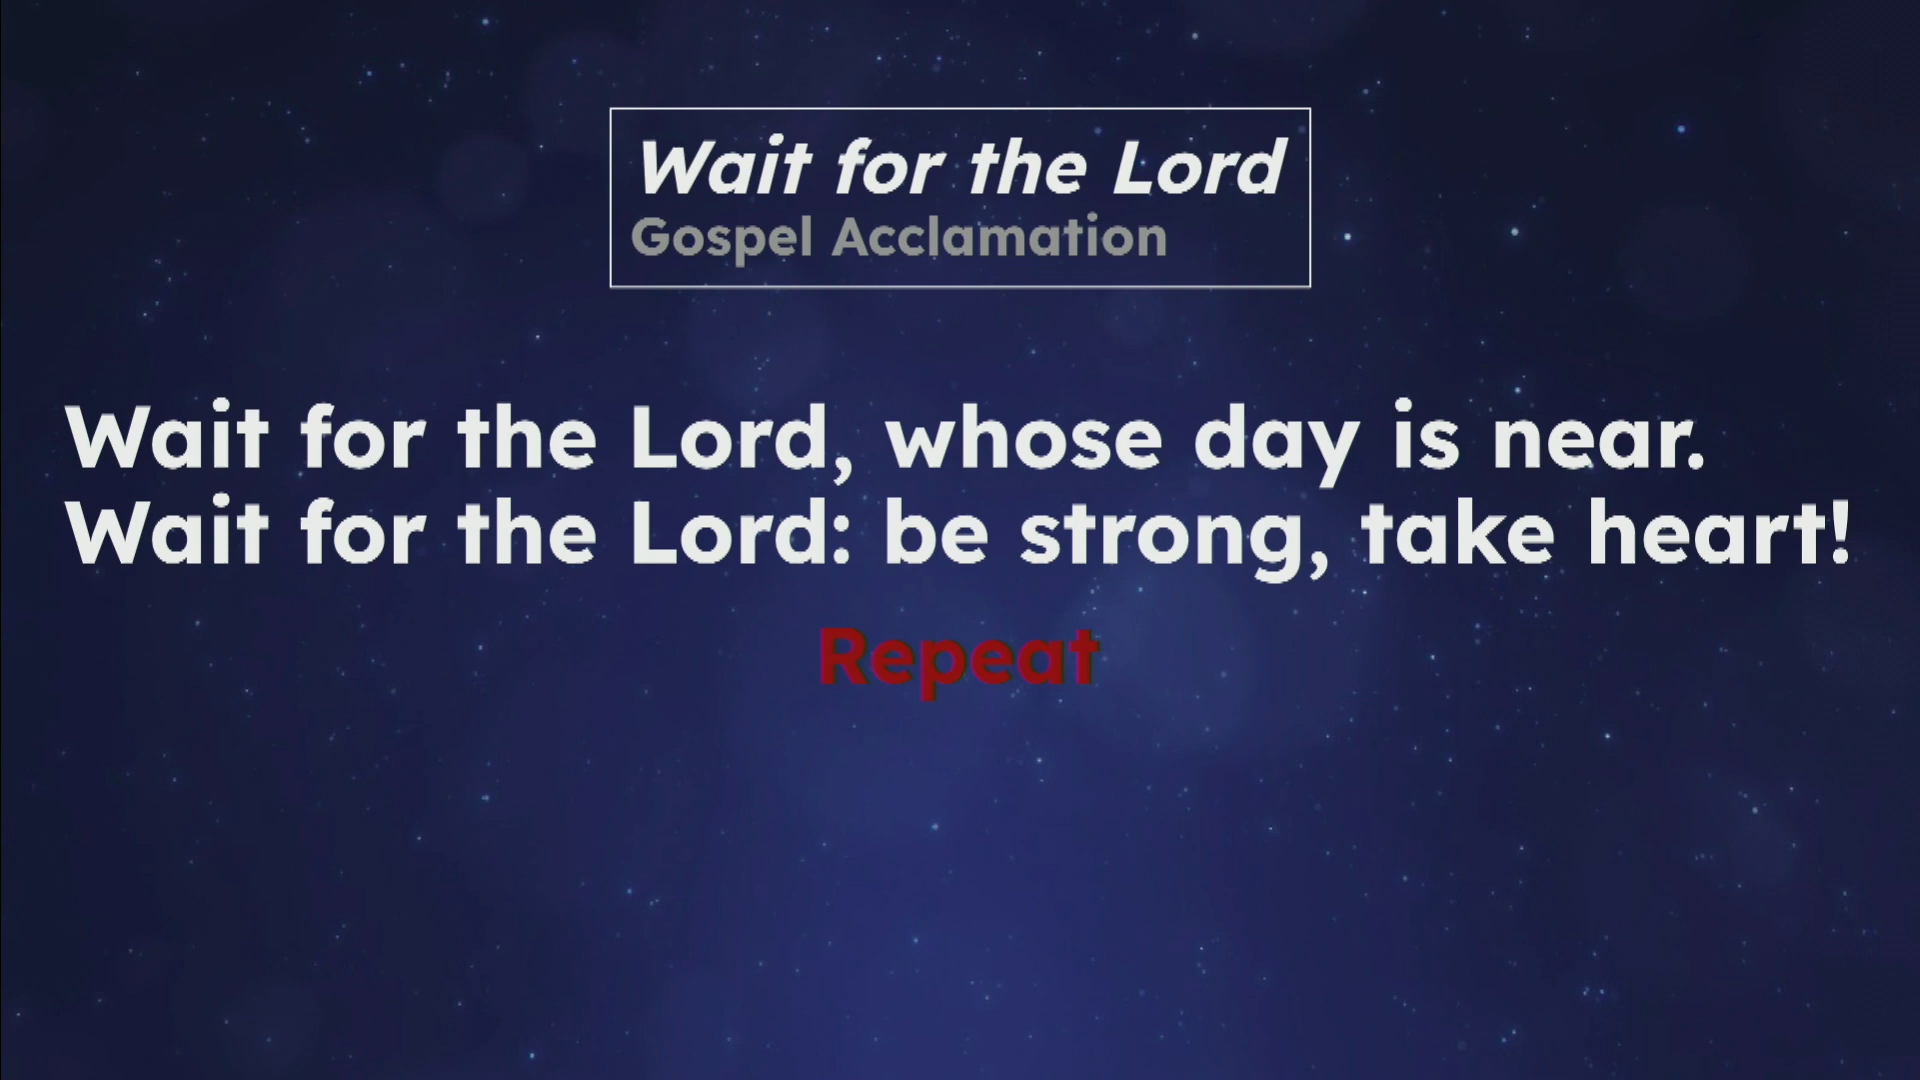 Wait for the Lord
Gospel Acclamation
Wait for the Lord, whose day is near.
Wait for the Lord: be strong, take heart!
Repeat